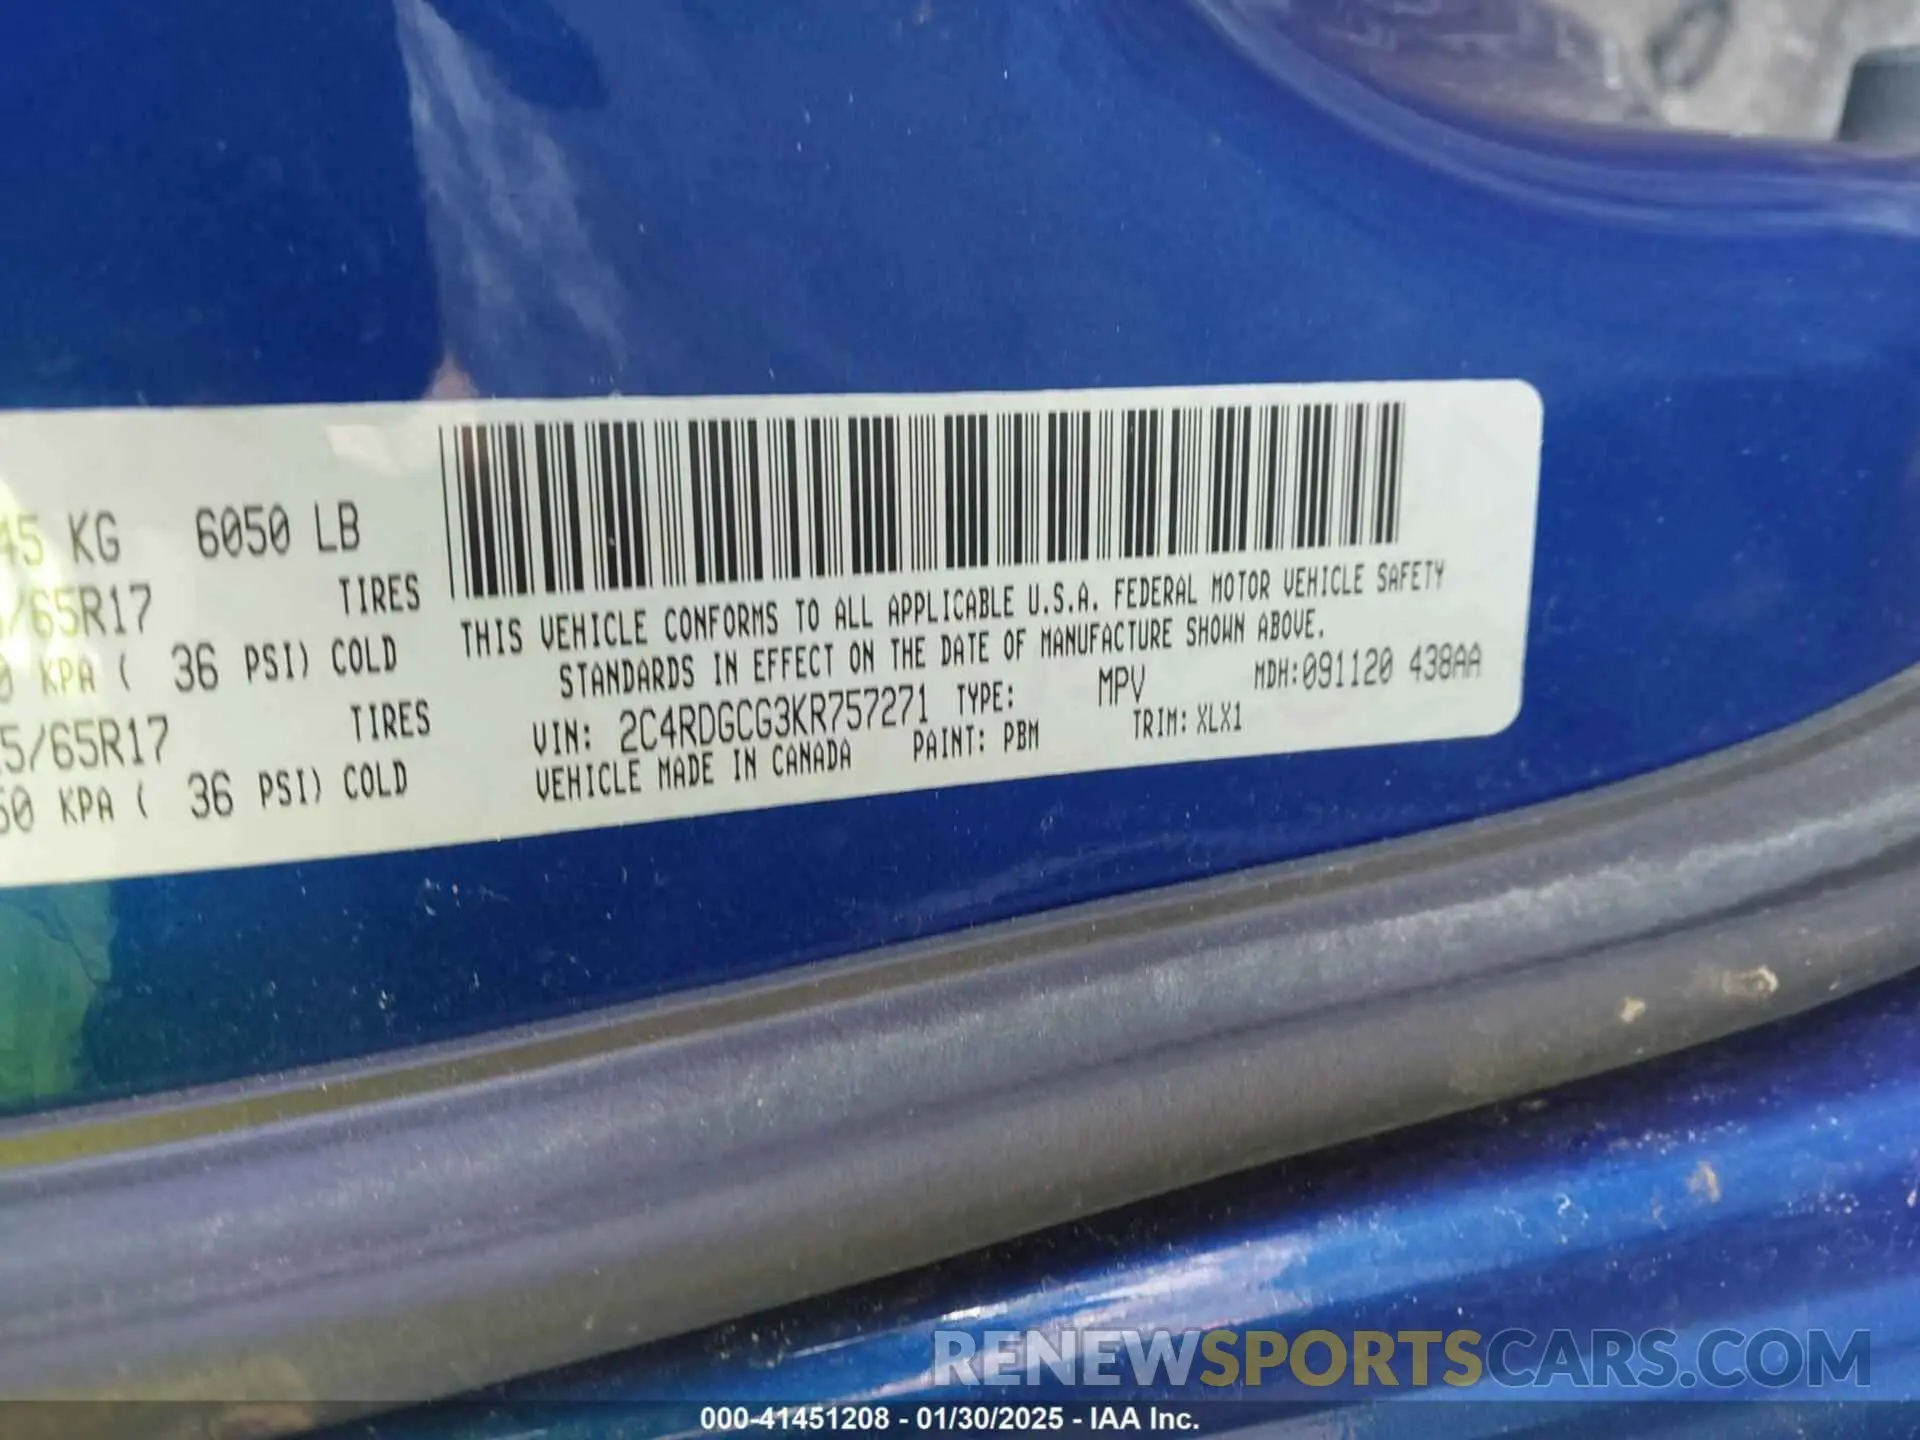 45 KG 6050 LB
/65R17 TIRES
0 KPA ( 36 PSI) COLD
5/65R17 TIRES
50 KPA ( 36 PSI) COLD
THIS VEHICLE CONFORMS TO ALL APPLICABLE U.S.A. FEDERAL MOTOR VEHICLE SAFETY
STANDARDS IN EFFECT ON THE DATE OF MANUFACTURE SHOWN ABOVE.
VIN: 2C4RDGCG3KR757271 TYPE: MPV MDH:091120 438AA
VEHICLE MADE IN CANADA PAINT: PBM TRIM: XLX1
RENEWSPORTSCARS.COM
000-41451208 - 01/30/2025 - IAA Inc.